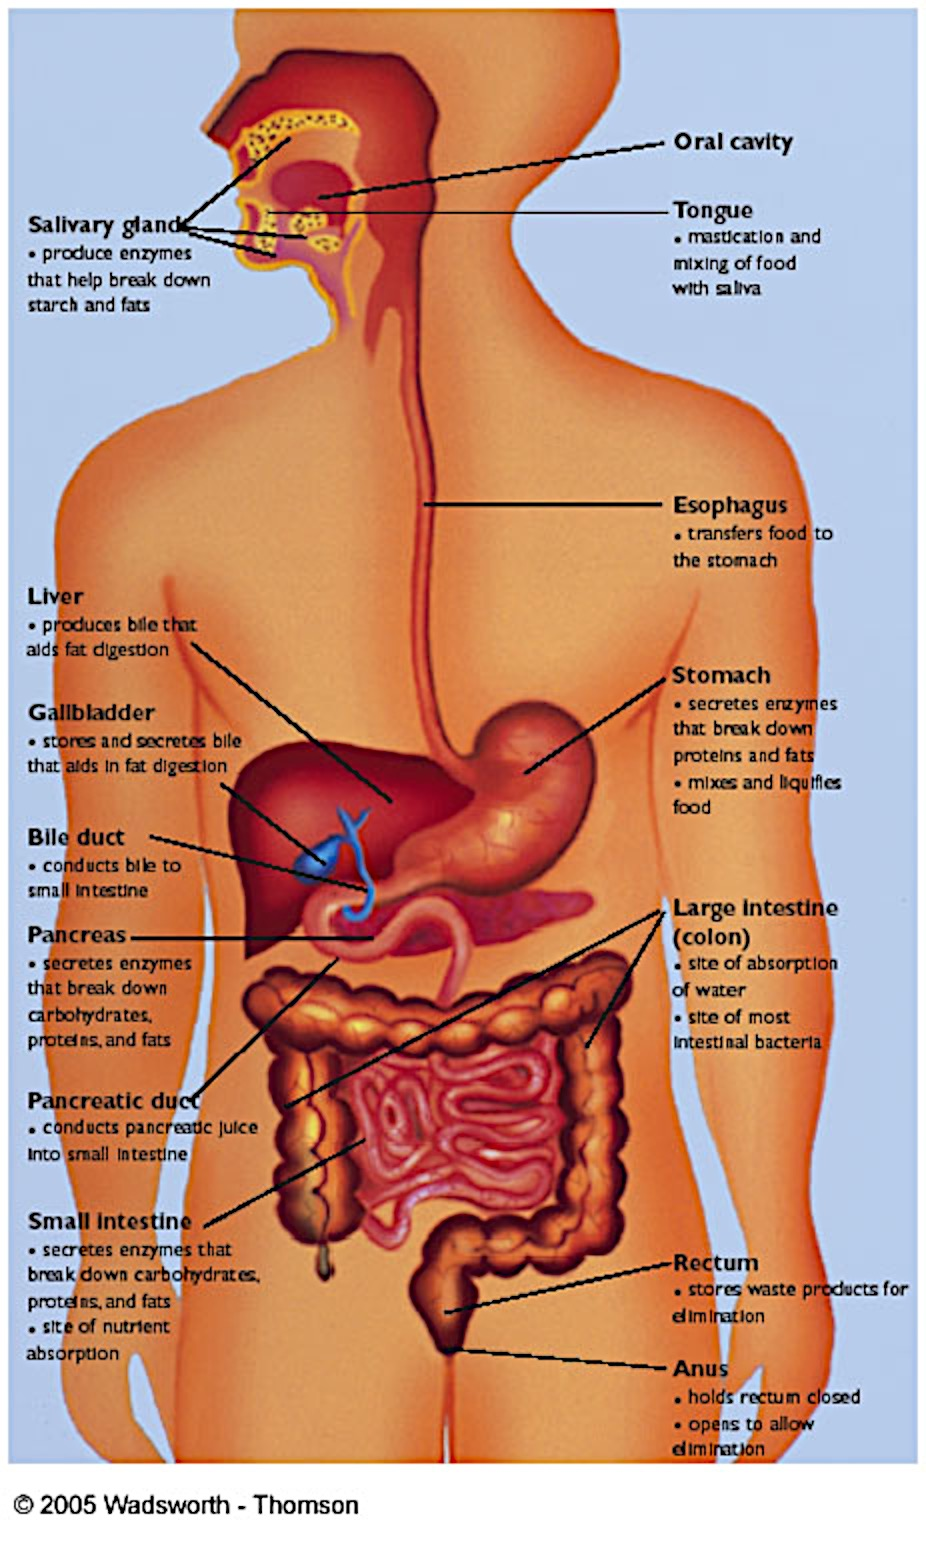 Oral cavity
Salivary glands
• produce enzymes
that help break down
starch and fats
Tongue
• mastication and
mixing of food
with saliva
Esophagus
• transfers food to
the stomach
Liver
• produces bile that
aids fat digestion
Gallbladder
• stores and secretes bile
that aids in fat digestion
Bile duct
• conducts bile to
small intestine
Pancreas
• secretes enzymes
that break down
carbohydrates,
proteins, and fats
Pancreatic duct
• conducts pancreatic juice
into small intestine
Small intestine
• secretes enzymes that
break down carbohydrates,
proteins, and fats
• site of nutrient
absorption
Stomach
• secretes enzymes
that break down
proteins and fats
• mixes and liquifies
food
Large intestine
(colon)
• site of absorption
of water
• site of most
intestinal bacteria
Rectum
• stores waste products for
elimination
Anus
• holds rectum closed
• opens to allow
elimination
© 2005 Wadsworth - Thomson